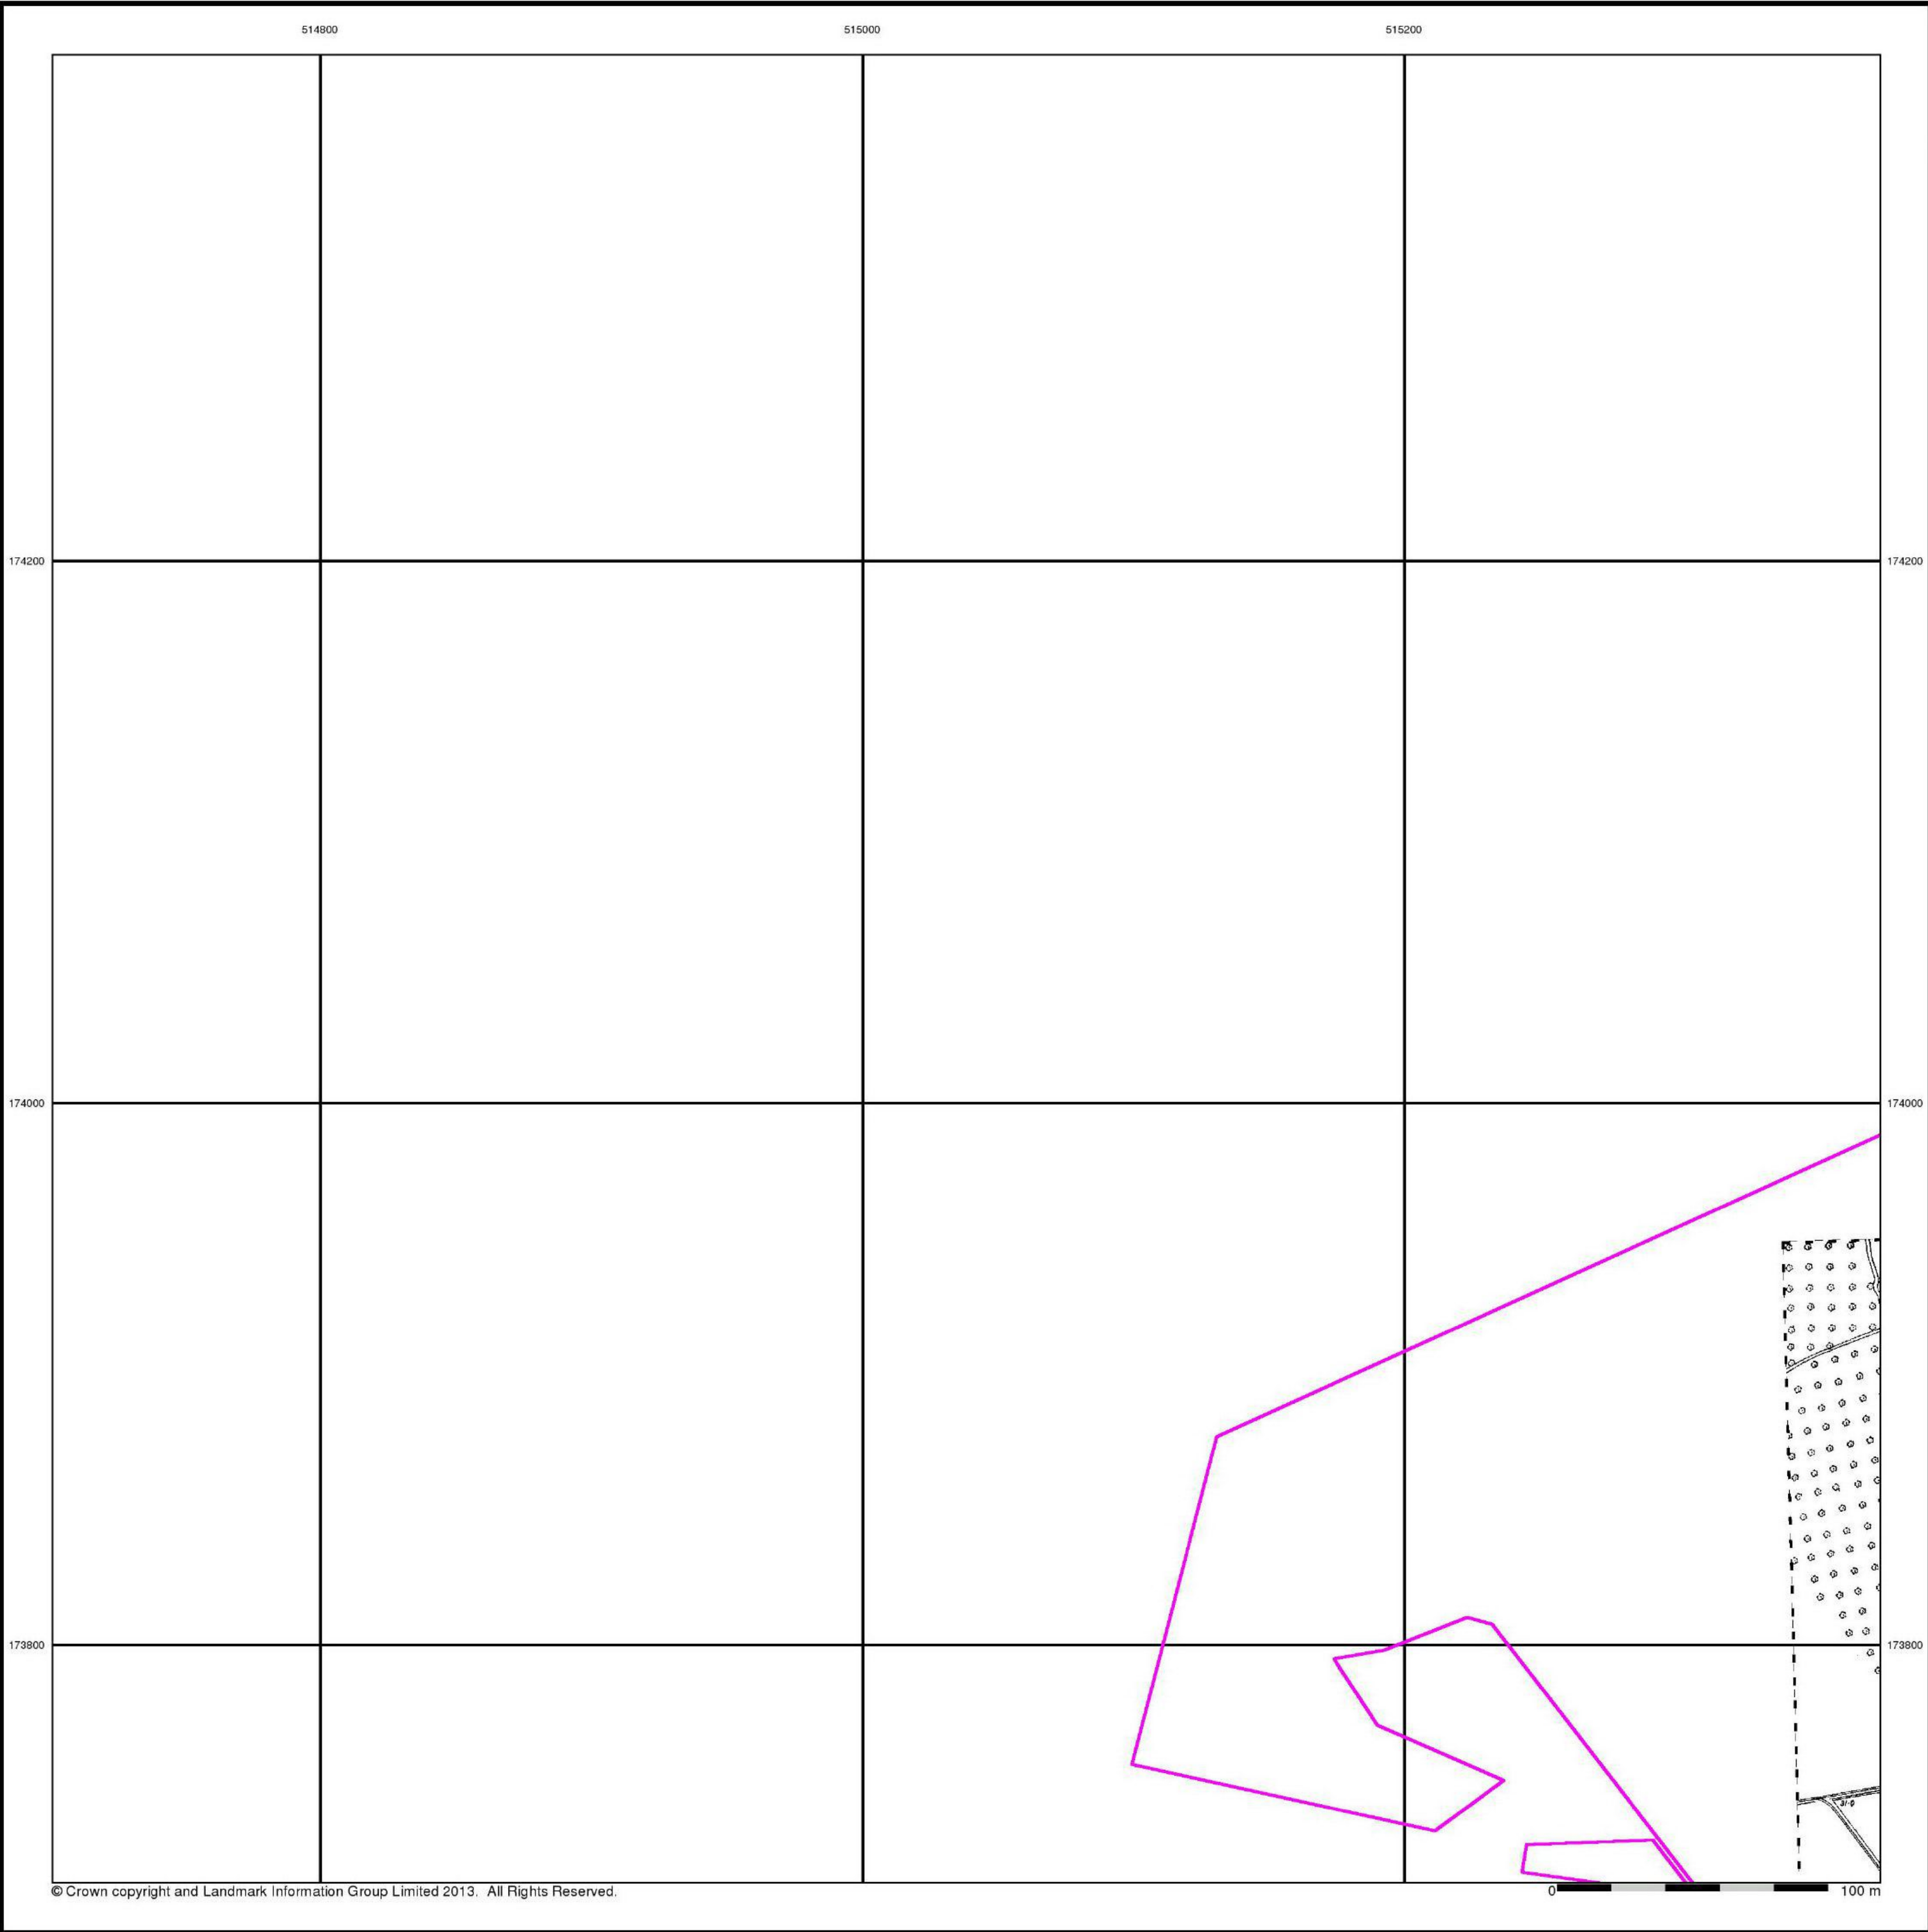 514800 515000 515200
174200 174200
174000 174000
173800 173800
© Crown copyright and Landmark Information Group Limited 2013. All Rights Reserved.
0 100 m